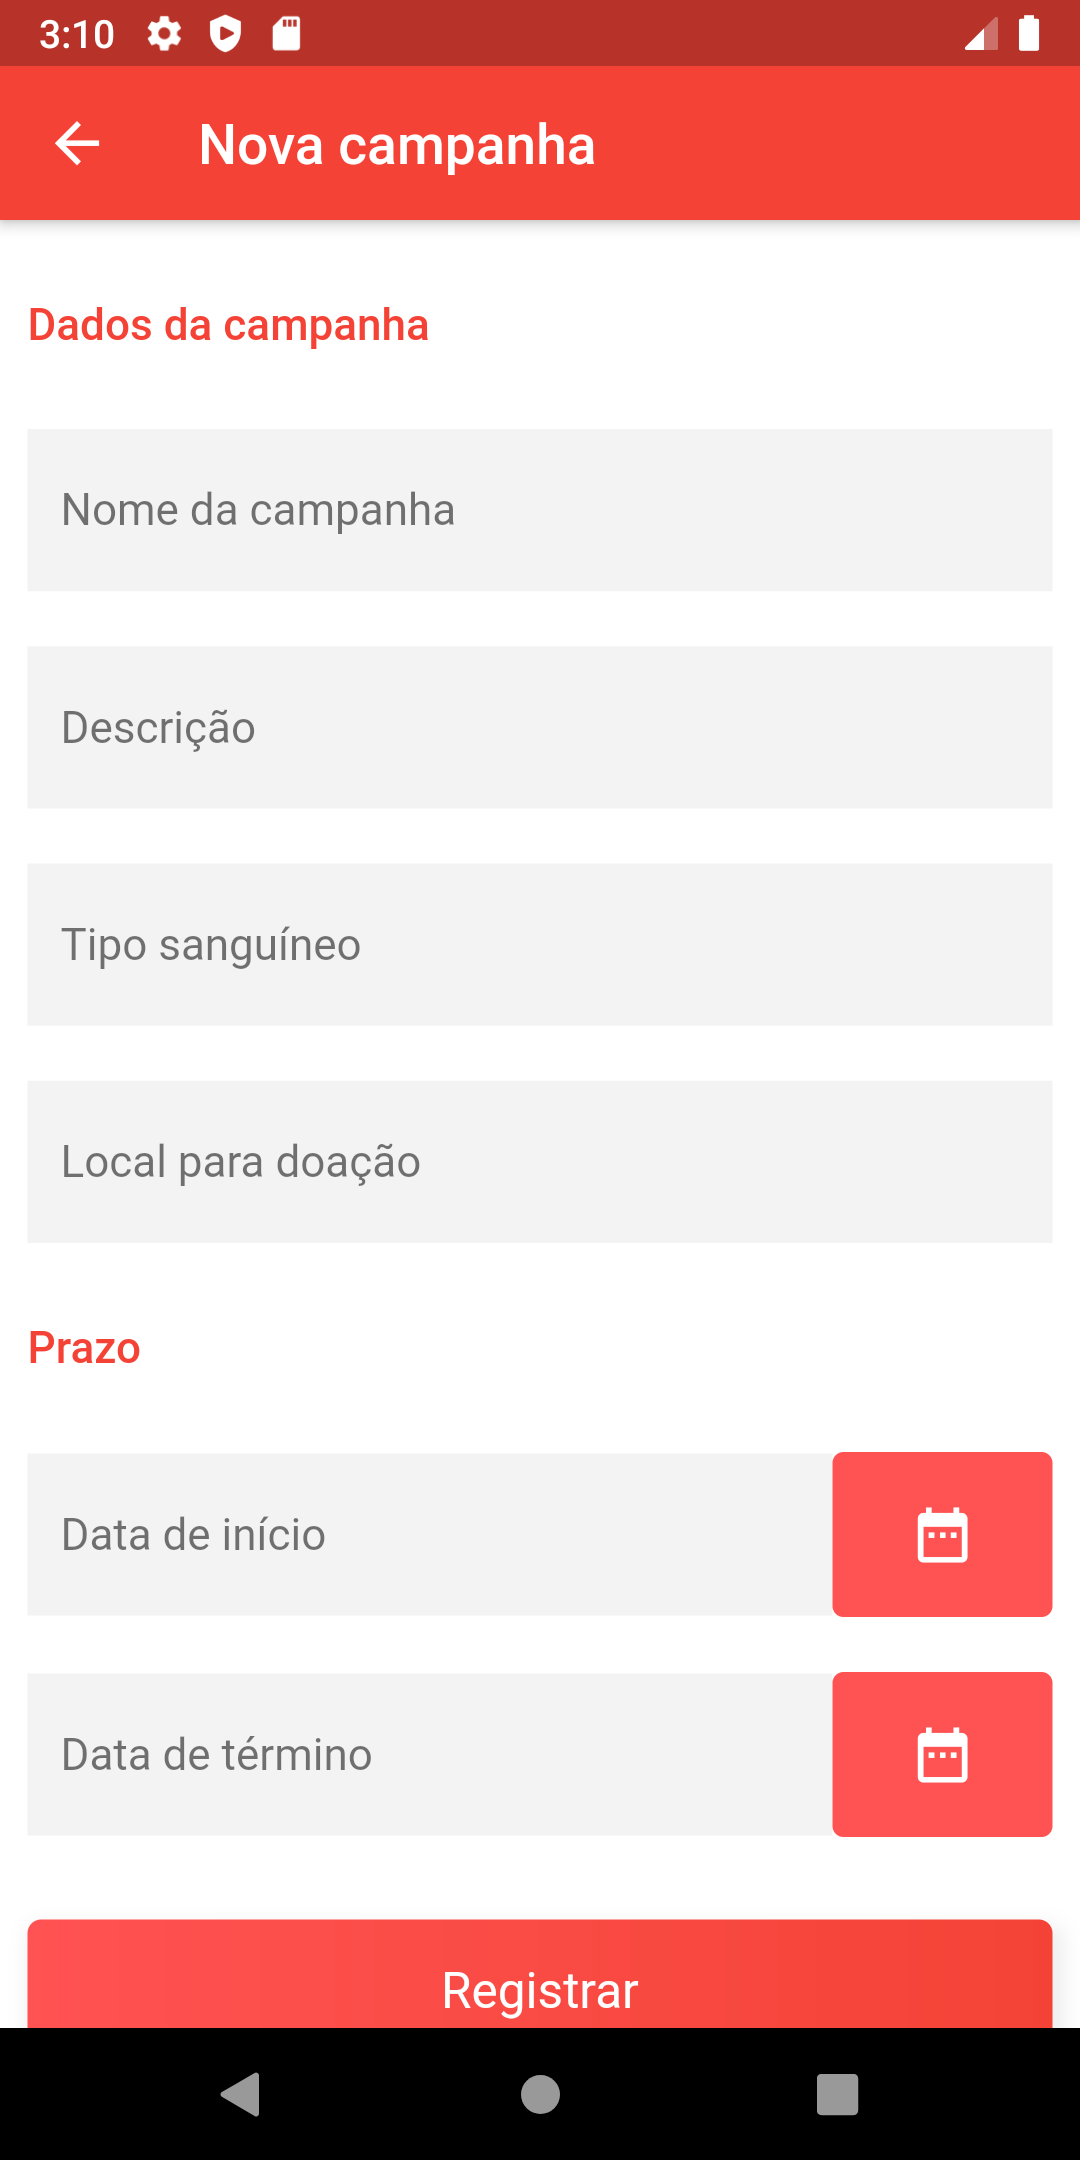 3:10
Nova campanha
Dados da campanha
Nome da campanha
Descrição
Tipo sanguíneo
Local para doação
Prazo
Data de início
Data de término
Registrar